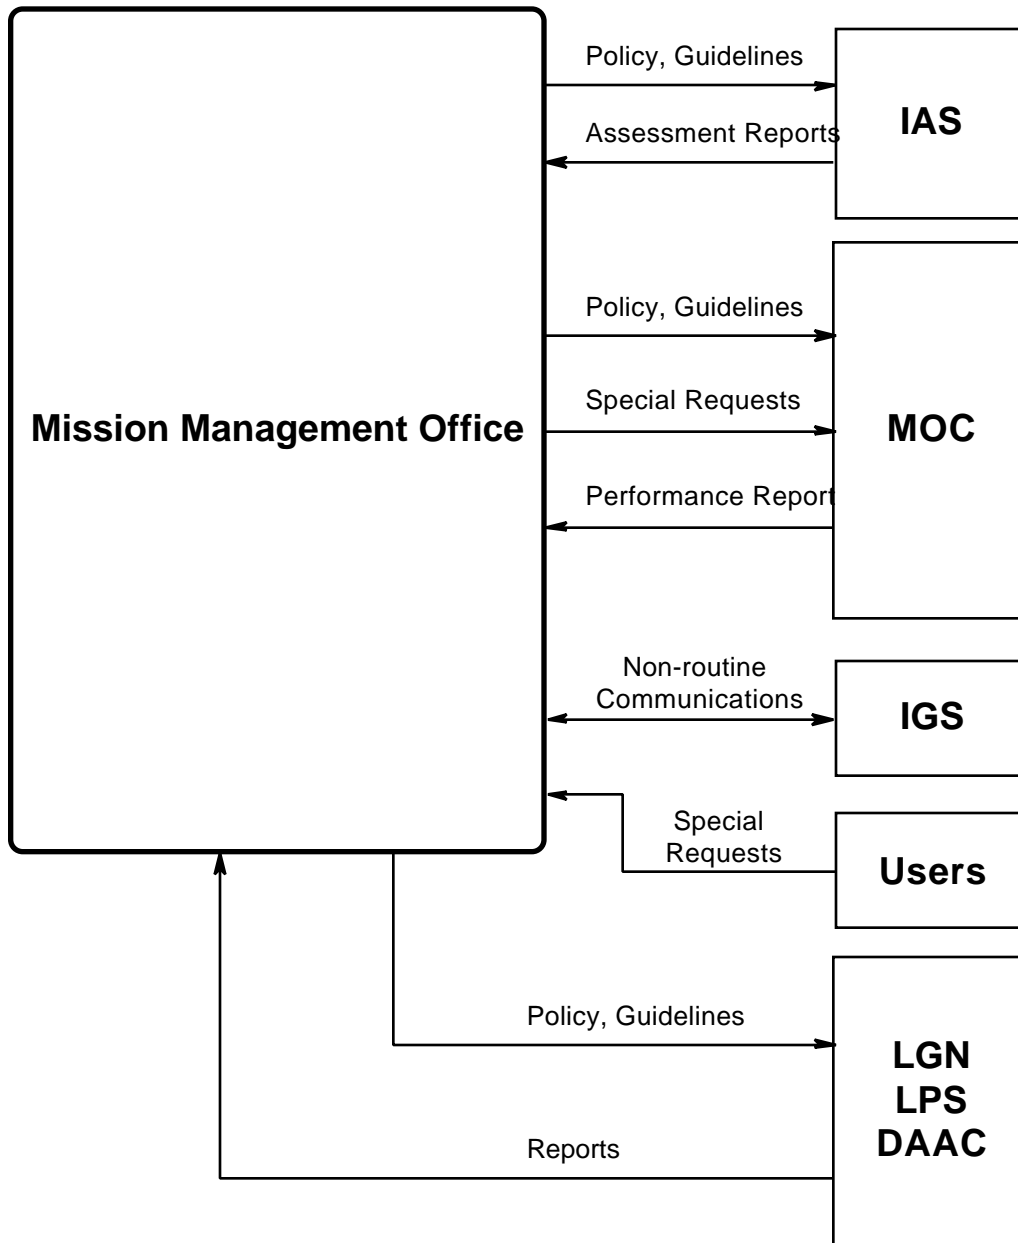 Policy, Guidelines
IAS
Assessment Reports
Policy, Guidelines
Mission Management Office
Special Requests
MOC
Performance Report
Non-routine
Communications
IGS
Special
Requests
Users
Policy, Guidelines
LGN
LPS
DAAC
Reports